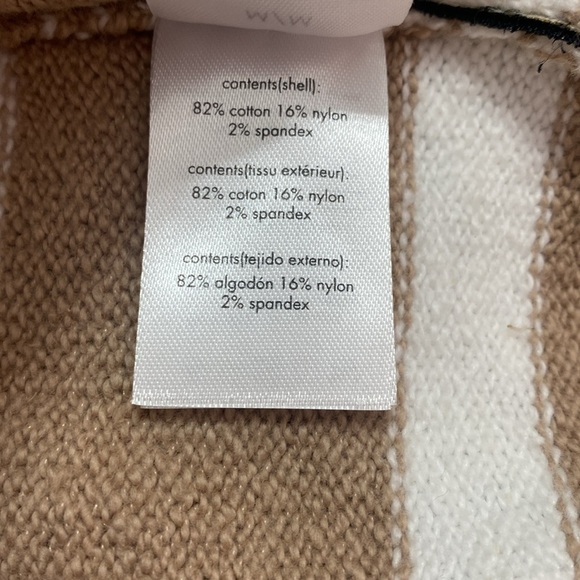 contents(shell):
82% cotton 16% nylon
2% spandex
contents(tissu extérieur):
82% coton 16% nylon
2% spandex
contents(tejido externo):
82% algodón 16% nylon
2% spandex